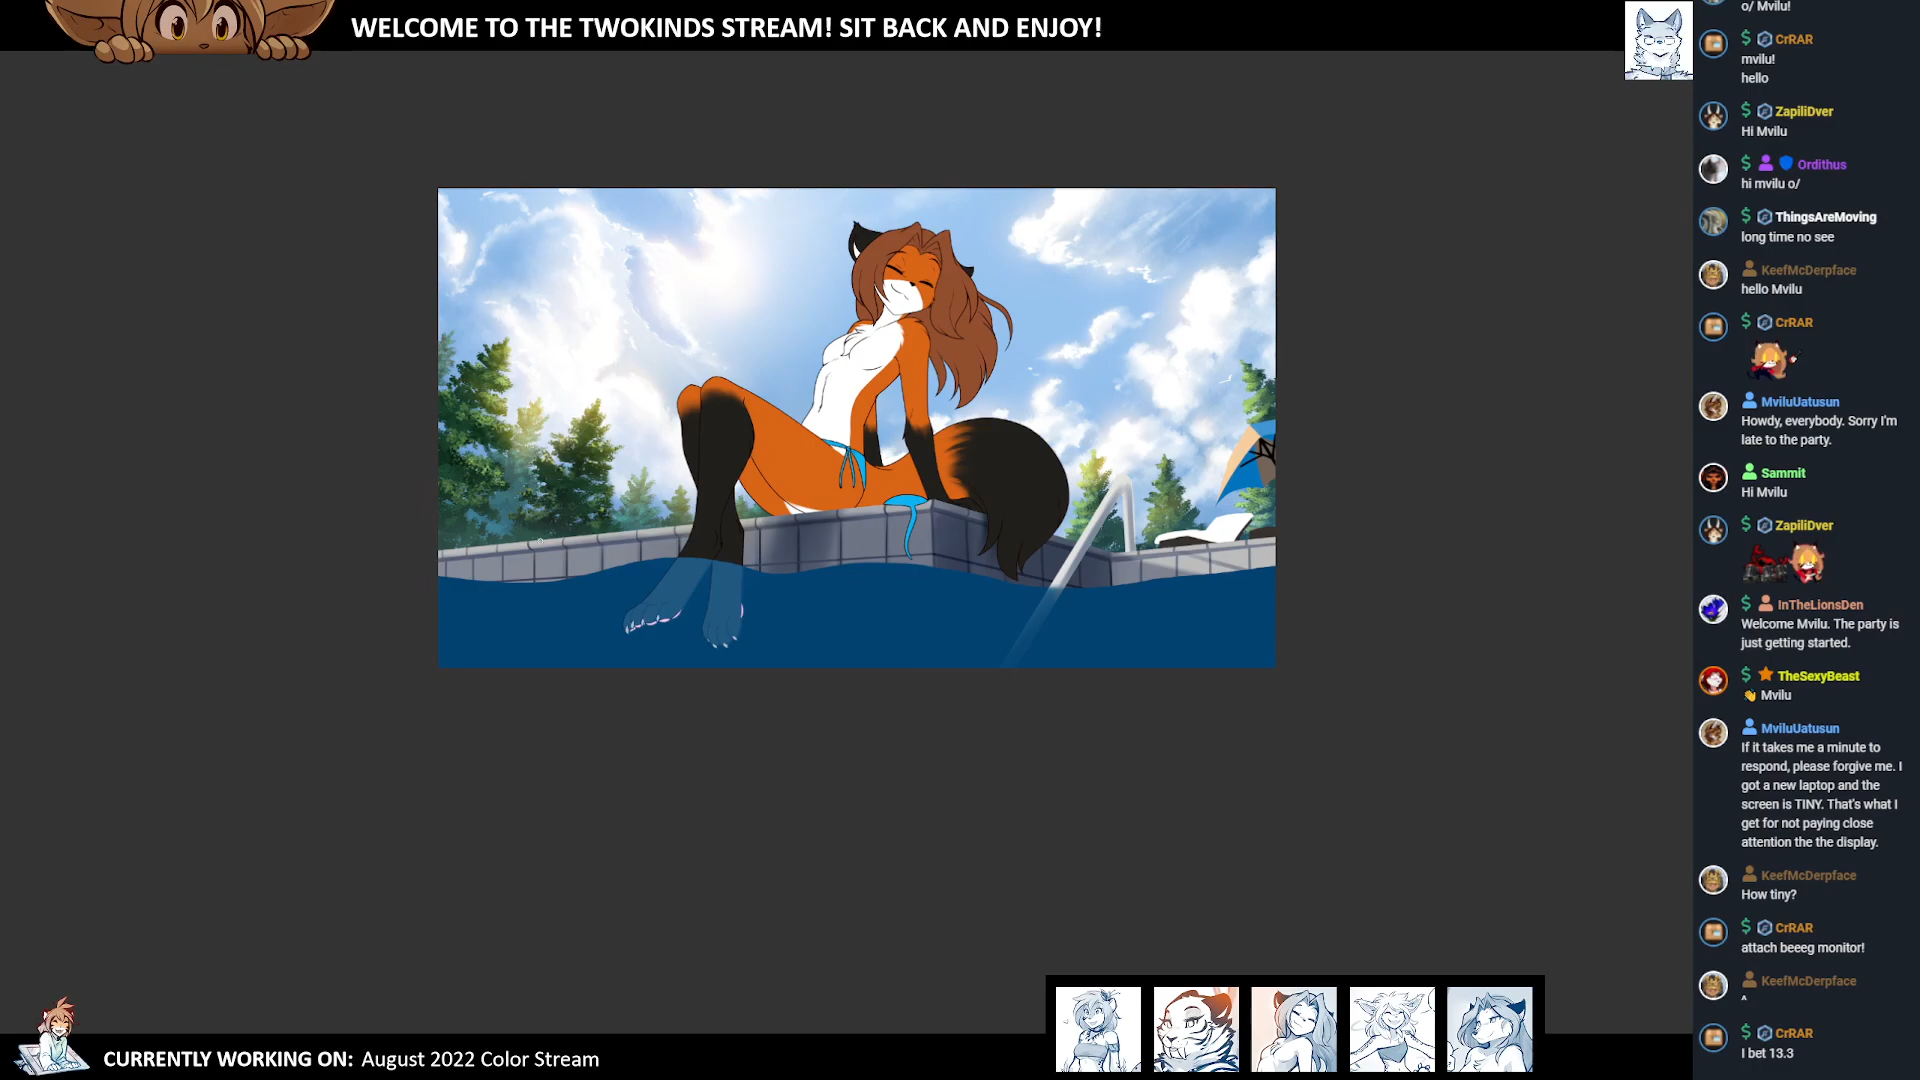 WELCOME TO THE TWOKINDS STREAM! SIT BACK AND ENJOY!
o/ Mvilu!
$ CrRAR
mvilu!
hello
$ ZapiliDver
Hi Mvilu
$ Ordithus
hi mvilu o/
$ ThingsAreMoving
long time no see
KeefMcDerpface
hello Mvilu
$ CrRAR
MviluUatusun
Howdy, everybody. Sorry I'm
late to the party.
Sammit
Hi Mvilu
$ ZapiliDver
$ InTheLionsDen
Welcome Mvilu. The party is
just getting started.
$ TheSexyBeast
Mvilu
MviluUatusun
If it takes me a minute to
respond, please forgive me. I
got a new laptop and the
screen is TINY. That's what I
get for not paying close
attention the the display.
KeefMcDerpface
How tiny?
$ CrRAR
attach beeeg monitor!
KeefMcDerpface
^
$ CrRAR
I bet 13.3
CURRENTLY WORKING ON: August 2022 Color Stream